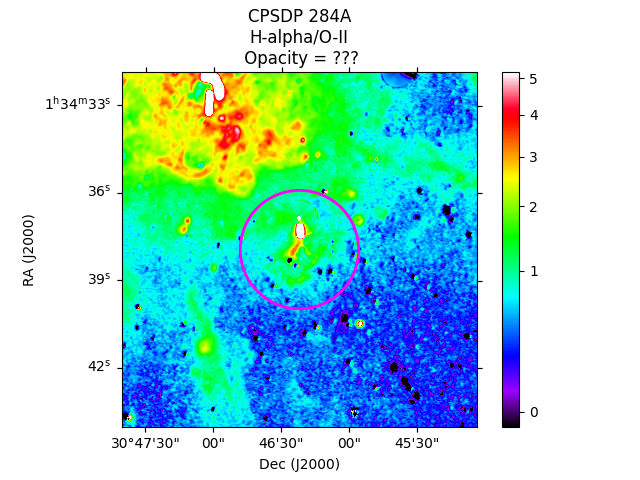 CPSDP 284A
H-alpha/O-II
Opacity = ???
1h34m33s
36s
39s
42s
RA (J2000)
30°47'30"
00"
46'30"
00"
45'30"
Dec (J2000)
5
4
3
2
1
0